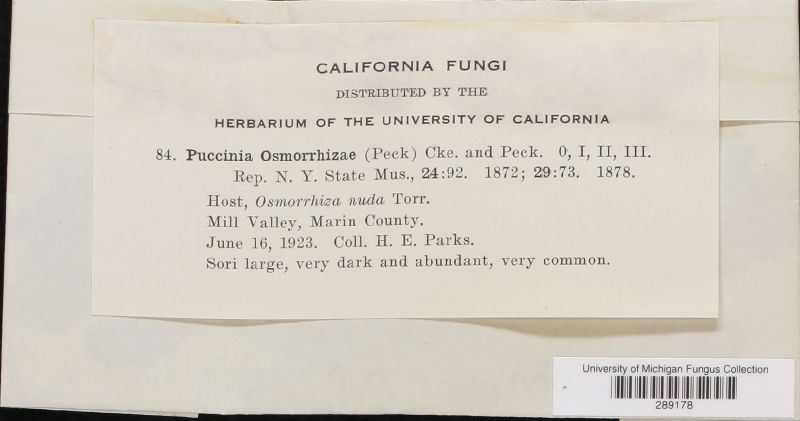 CALIFORNIA FUNGI
DISTRIBUTED BY THE
HERBARIUM OF THE UNIVERSITY OF CALIFORNIA
84. Puccinia Osmorrhizae (Peck) Cke. and Peck. 0, I, II, III.
Rep. N. Y. State Mus., 24:92. 1872; 29:73. 1878.
Host, Osmorrhiza nuda Torr.
Mill Valley, Marin County.
June 16, 1923. Coll. H. E. Parks.
Sori large, very dark and abundant, very common.
University of Michigan Fungus Collection
289178